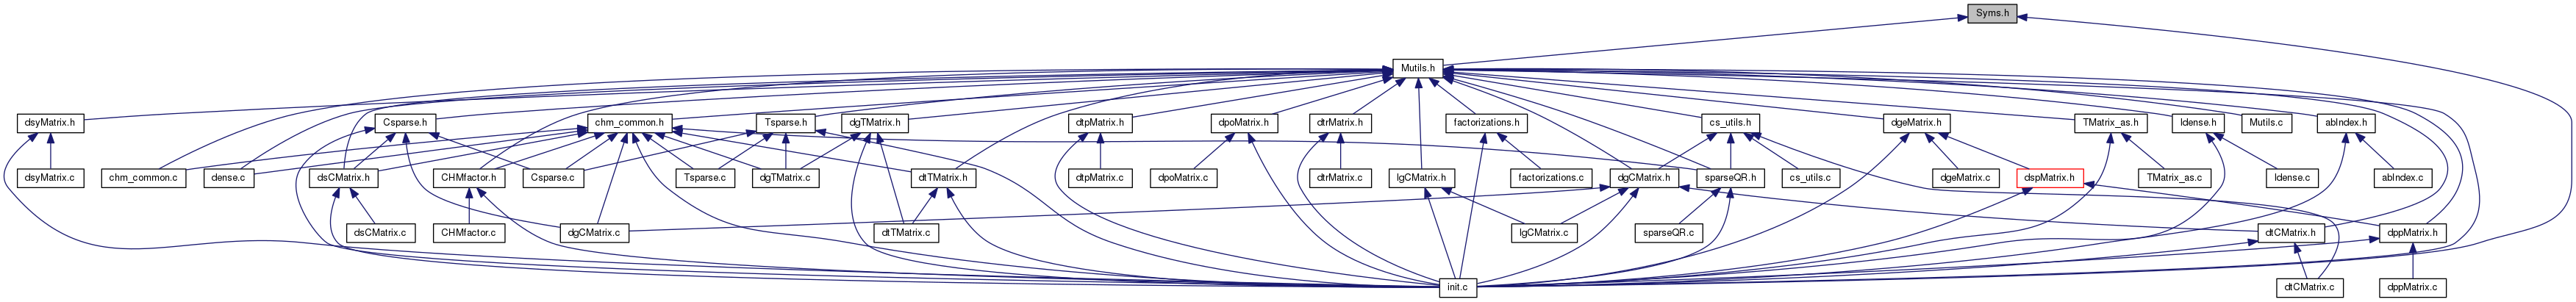 Syms.h
Mutils.h
dsyMatrix.h
Csparse.h
chm_common.h
Tsparse.h
dgTMatrix.h
dtpMatrix.h
dpoMatrix.h
dtrMatrix.h
factorizations.h
cs_utils.h
dgeMatrix.h
TMatrix_as.h
ldense.h
Mutils.c
abIndex.h
dsyMatrix.c
chm_common.c
dense.c
dsCMatrix.h
CHMfactor.h
Csparse.c
Tsparse.c
dgTMatrix.c
dtTMatrix.h
dtpMatrix.c
dpoMatrix.c
dtrMatrix.c
lgCMatrix.h
factorizations.c
dgCMatrix.h
sparseQR.h
cs_utils.c
dgeMatrix.c
dspMatrix.h
TMatrix_as.c
ldense.c
abIndex.c
dsCMatrix.c
CHMfactor.c
dgCMatrix.c
dtTMatrix.c
lgCMatrix.c
sparseQR.c
dtCMatrix.h
dppMatrix.h
init.c
dtCMatrix.c
dppMatrix.c